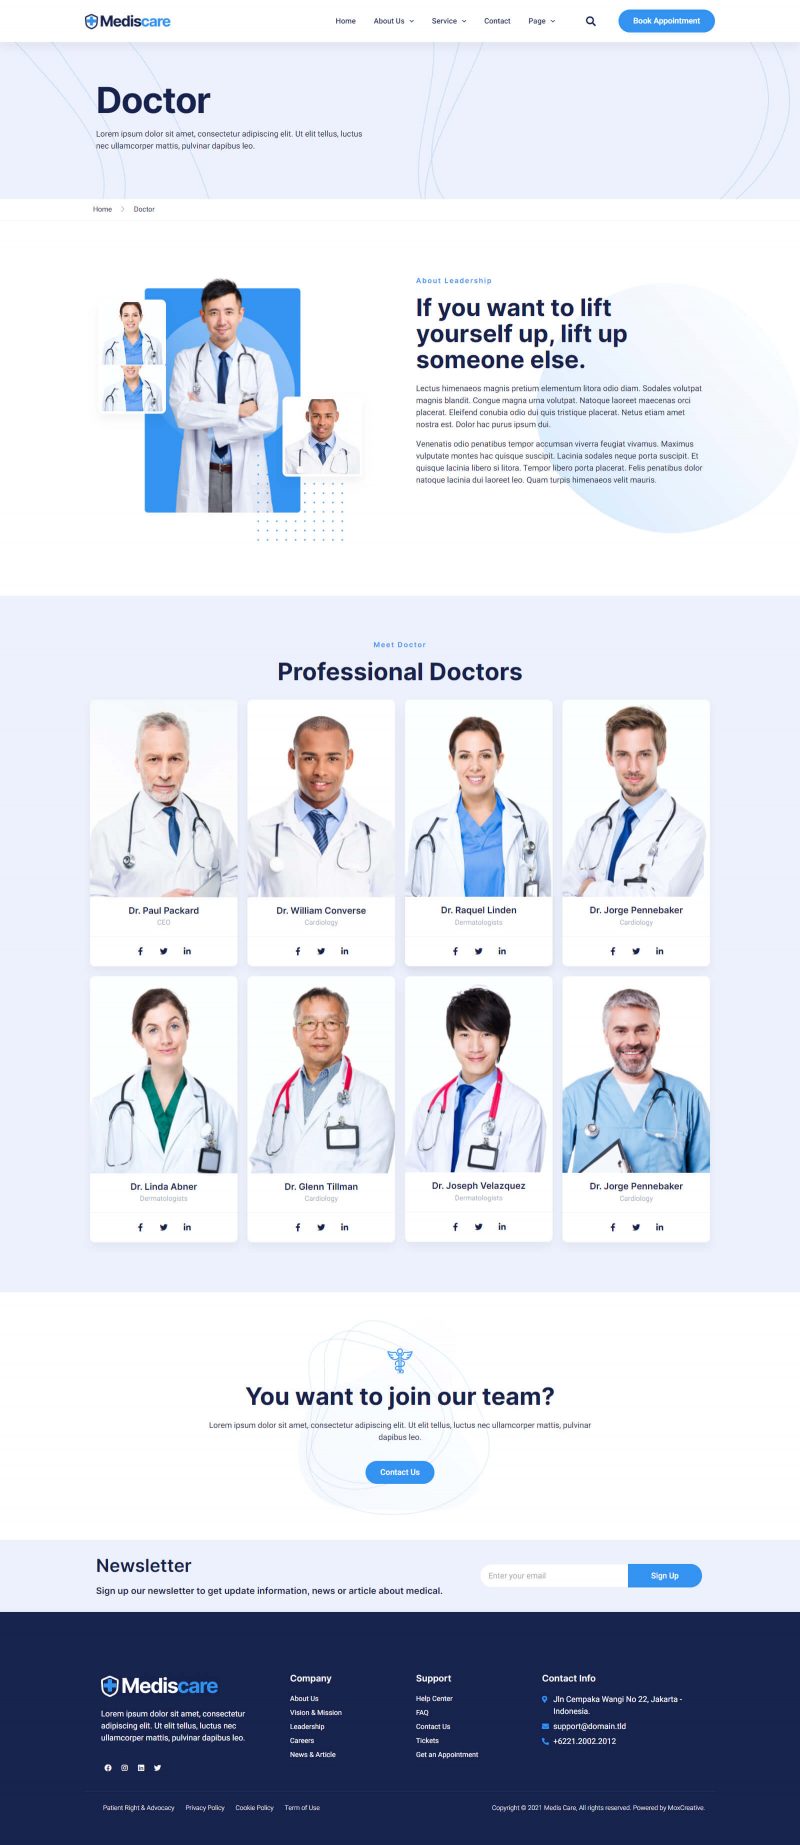 Mediscare
Home
About Us
Service
Contact
Page
Book Appointment
Doctor
Lorem ipsum dolor sit amet, consectetur adipiscing elit. Ut elit tellus, luctus
nec ullamcorper mattis, pulvinar dapibus leo.
Home
Doctor
About Leadership
If you want to lift
yourself up, lift up
someone else.
Lectus himenaeos magnis pretium elementum litora odio diam. Sodales volutpat
magnis blandit. Congue magna urna volutpat. Natoque laoreet maecenas orci
placerat. Eleifend conubia odio dui quis tristique placerat. Netus etiam amet
nostra est. Dolor hac purus ipsum dui.
Venenatis odio penatibus tempor accumsan viverra feugiat vivamus. Maximus
vulputate montes hac quisque suscipit. Lacinia sodales neque porta suscipit. Et
quisque lacinia libero si litora. Tempor libero porta placerat. Felis penatibus dolor
natoque lacinia dui laoreet leo. Quam turpis himenaeos velit mauris.
Meet Doctor
Professional Doctors
Dr. Paul Packard
CEO
Dr. William Converse
Cardiology
Dr. Raquel Linden
Dermatologists
Dr. Jorge Pennebaker
Cardiology
Dr. Linda Abner
Dermatologists
Dr. Glenn Tillman
Cardiology
Dr. Joseph Velazquez
Dermatologists
Dr. Jorge Pennebaker
Cardiology
You want to join our team?
Lorem ipsum dolor sit amet, consectetur adipiscing elit. Ut elit tellus, luctus nec ullamcorper mattis, pulvinar
dapibus leo.
Contact Us
Newsletter
Sign up our newsletter to get update information, news or article about medical.
Enter your email
Sign Up
Mediscare
Lorem ipsum dolor sit amet, consectetur
adipiscing elit. Ut elit tellus, luctus nec
ullamcorper mattis, pulvinar dapibus leo.
Company
About Us
Vision & Mission
Leadership
Careers
News & Article
Support
Help Center
FAQ
Contact Us
Tickets
Get an Appointment
Contact Info
Jln Cempaka Wangi No 22, Jakarta -
Indonesia.
support@domain.tld
+6221.2002.2012
Patient Right & Advocacy
Privacy Policy
Cookie Policy
Term of Use
Copyright © 2021 Medis Care, All rights reserved. Powered by MoxCreative.